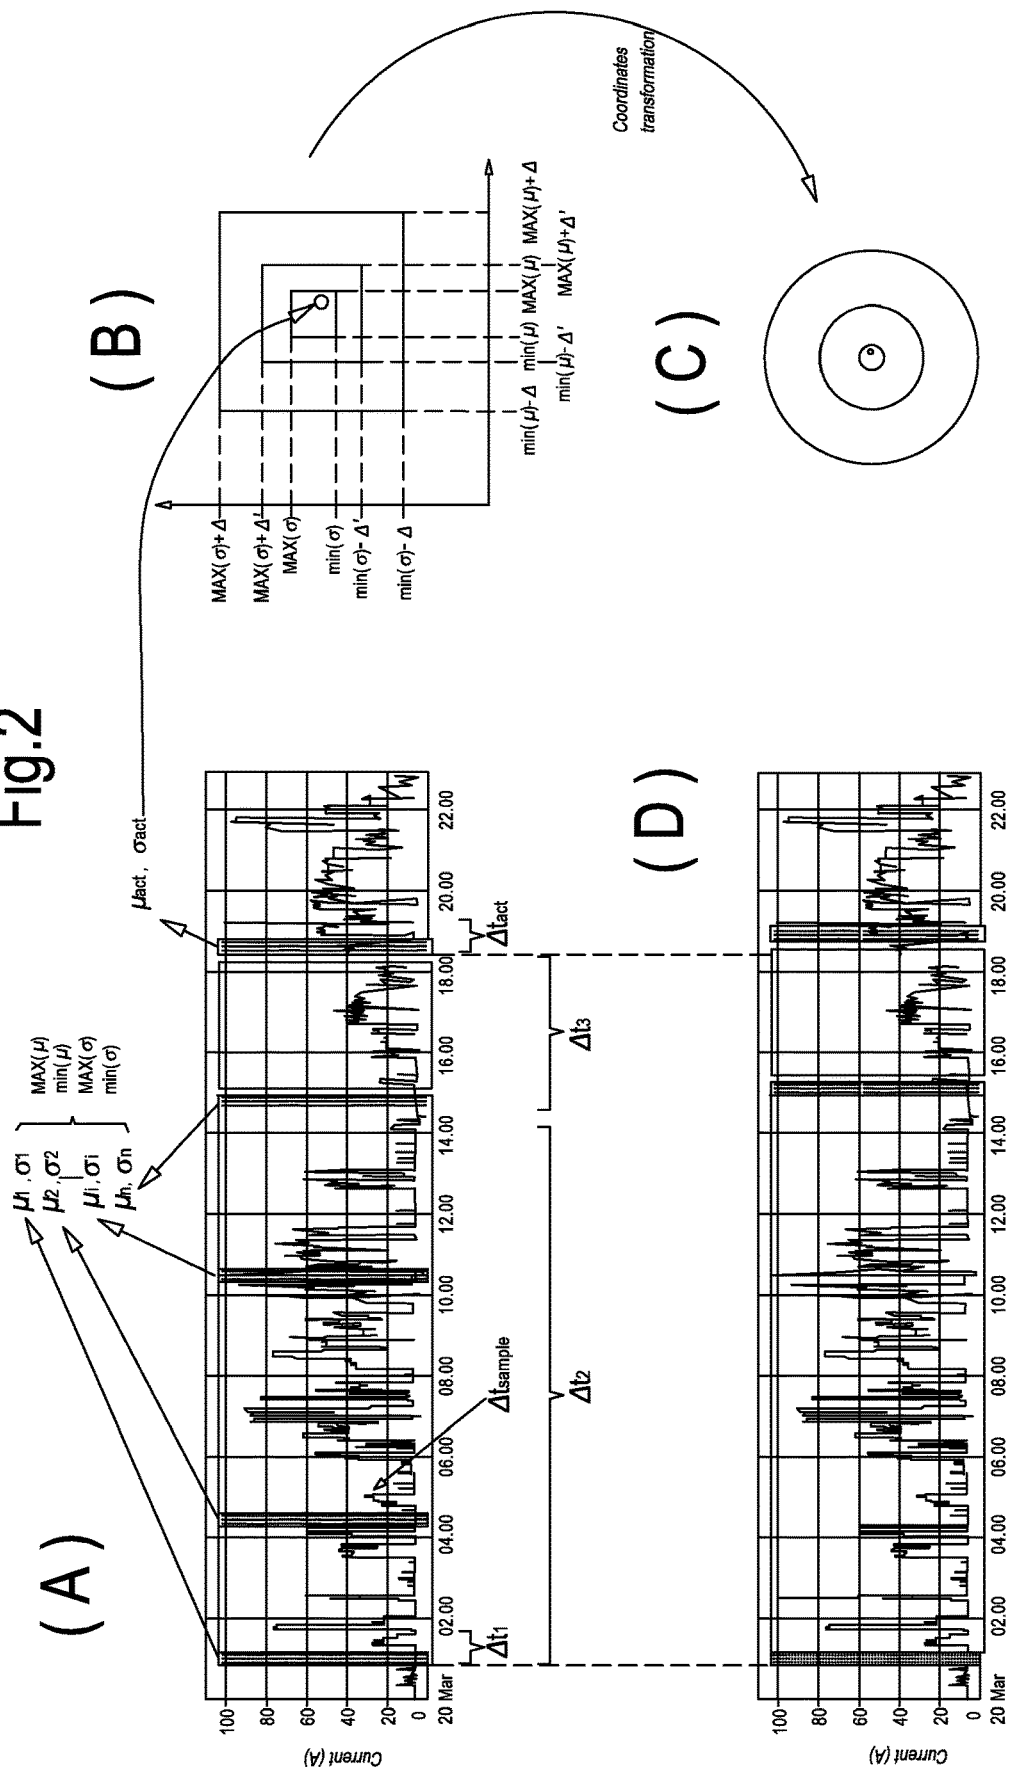 Fig.2
( A )
μ1 , σ1
μ2 , σ2
μi , σi
μn , σn
MAX(μ)
min(μ)
MAX(σ)
min(σ)
μact , σact
Current (A)
100
80
60
40
20
0
20 Mar
02.00
04.00
06.00
08.00
10.00
12.00
14.00
16.00
18.00
20.00
22.00
Δt1
Δtsample
Δtact
Δt2
Δt3
( B )
MAX(σ)+ Δ
MAX(σ)+ Δ'
MAX(σ)
min(σ)
min(σ)- Δ'
min(σ)- Δ
min(μ)- Δ
min(μ)
MAX(μ)
MAX(μ)+ Δ
min(μ)- Δ'
MAX(μ)+ Δ'
Coordinates
transformation
( C )
( D )
Current (A)
100
80
60
40
20
0
20 Mar
02.00
04.00
06.00
08.00
10.00
12.00
14.00
16.00
18.00
20.00
22.00